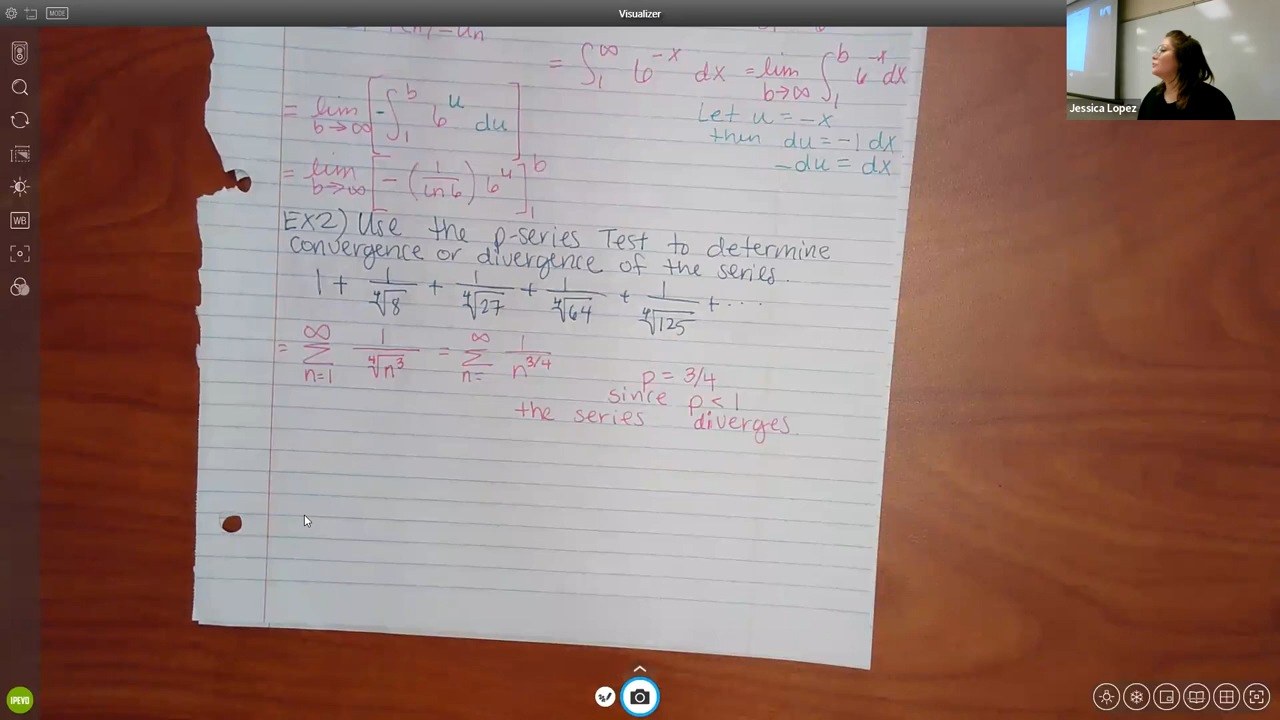 MODE
Visualizer
Jessica Lopez
= ∫₁^∞ 6^-x dx = lim b→∞ ∫₁^b 6^-x dx
= lim b→∞ [-∫₁^b 6^u du]
Let u = -x
then du = -1 dx
-du = dx
= lim b→∞ [-(1/ln 6) 6^u]₁^b
EX2) Use the p-series Test to determine
convergence or divergence of the series.
1 + 1/∜8 + 1/∜27 + 1/∜64 + 1/∜125 + ....
= ∑ n=1 ∞ 1/∜n³ = ∑ n= ∞ 1/n^3/4
p = 3/4
since p < 1
the series diverges.
WB
IPEVO